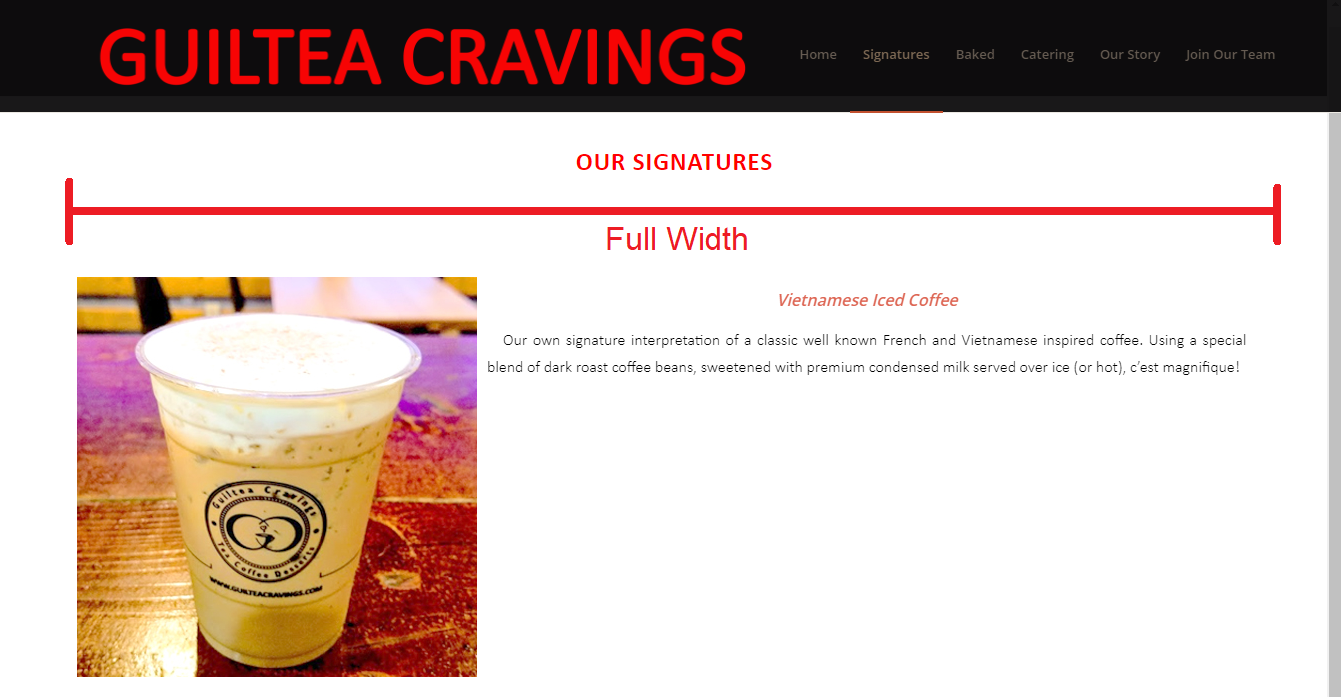 GUILTEA CRAVINGS
Home Signatures Baked Catering Our Story Join Our Team
OUR SIGNATURES
Full Width
Vietnamese Iced Coffee
Our own signature interpretation of a classic well known French and Vietnamese inspired coffee. Using a special
blend of dark roast coffee beans, sweetened with premium condensed milk served over ice (or hot), c’est magnifique!
Guiltea Cravings
Tea Coffee Desserts
WWW.GUILTEACRAVINGS.COM